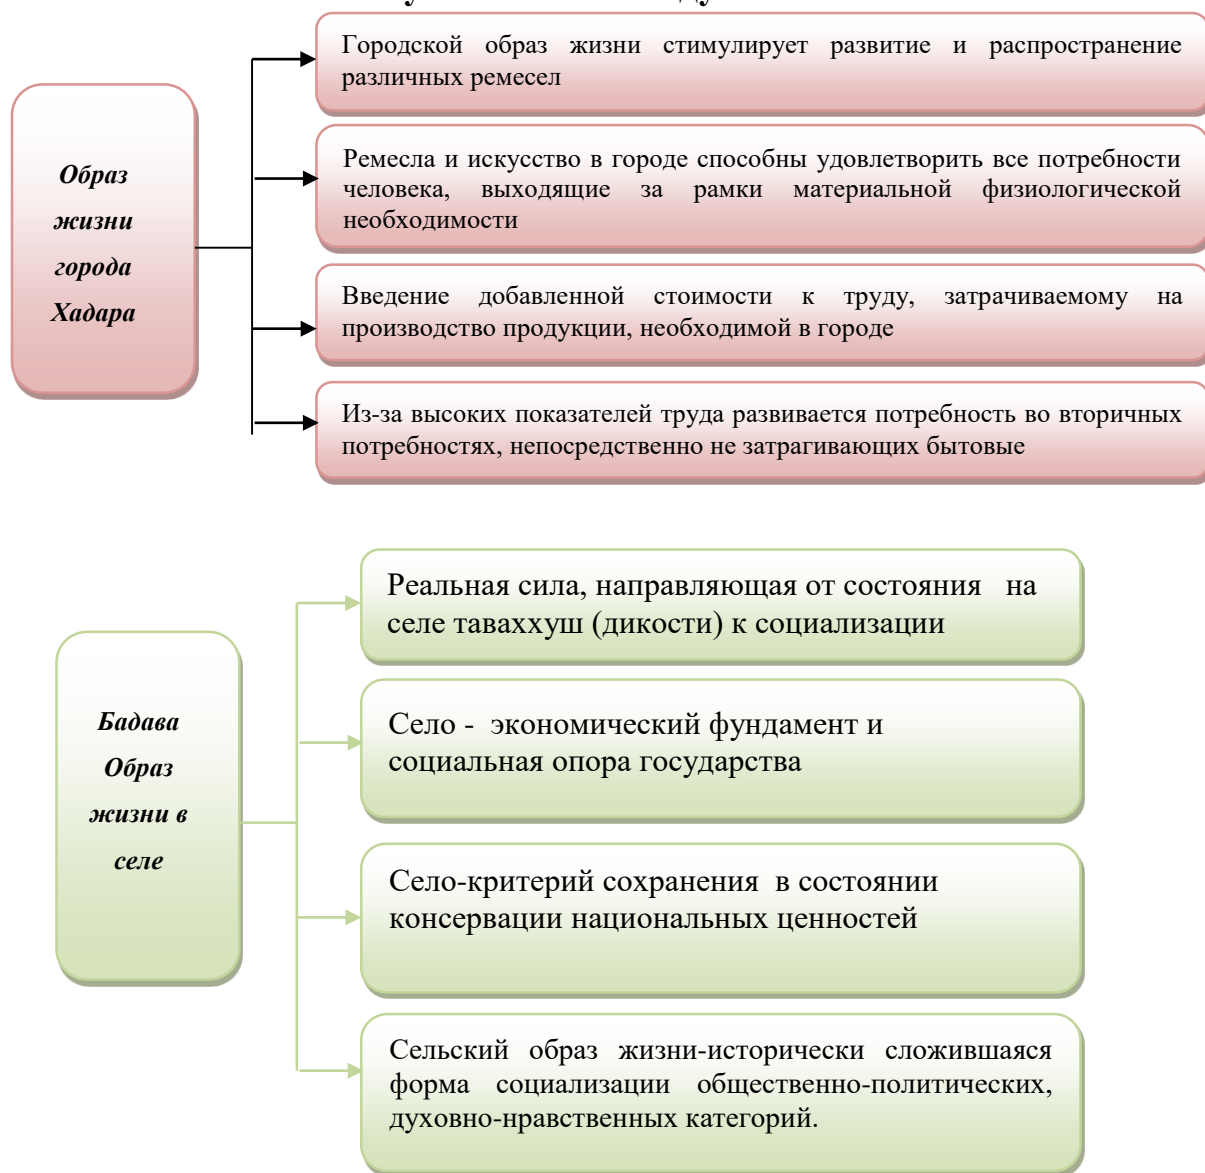 Городской образ жизни стимулирует развитие и распространение
различных ремесел
Образ
жизни
города
Хадара
Ремесла и искусство в городе способны удовлетворить все потребности
человека, выходящие за рамки материальной физиологической
необходимости
Введение добавленной стоимости к труду, затрачиваемому на
производство продукции, необходимой в городе
Из-за высоких показателей труда развивается потребность во вторичных
потребностях, непосредственно не затрагивающих бытовые
Бадава
Образ
жизни в
селе
Реальная сила, направляющая от состояния на
селе таваххуш (дикости) к социализации
Село - экономический фундамент и
социальная опора государства
Село-критерий сохранения в состоянии
консервации национальных ценностей
Сельский образ жизни-исторически сложившаяся
форма социализации общественно-политических,
духовно-нравственных категорий.